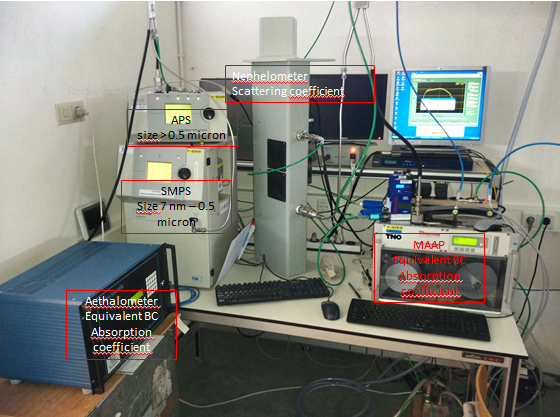 Nephelometer
Scattering coefficient
APS
size > 0.5 micron
SMPS
Size 7 nm – 0.5
micron
TNO
MAAP
Equivalent BC
Absorption
coefficient
Aethalometer
Equivalent BC
Absorption
coefficient